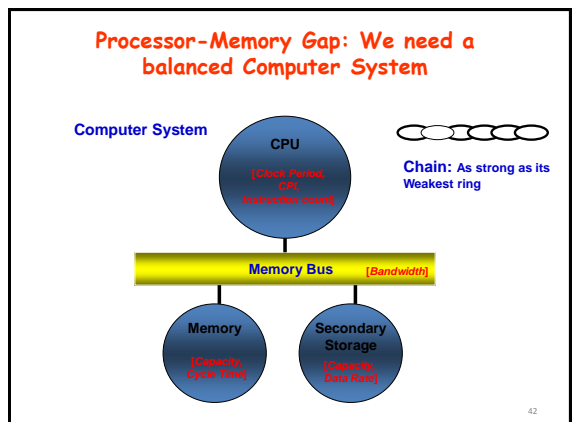 Processor-Memory Gap: We need a
balanced Computer System
Computer System
CPU
[Clock Period,
CPI,
Instruction count]
Chain: As strong as its
Weakest ring
Memory Bus
[Bandwidth]
Memory
[Capacity,
Cycle Time]
Secondary
Storage
[Capacity,
Data Rate]
42